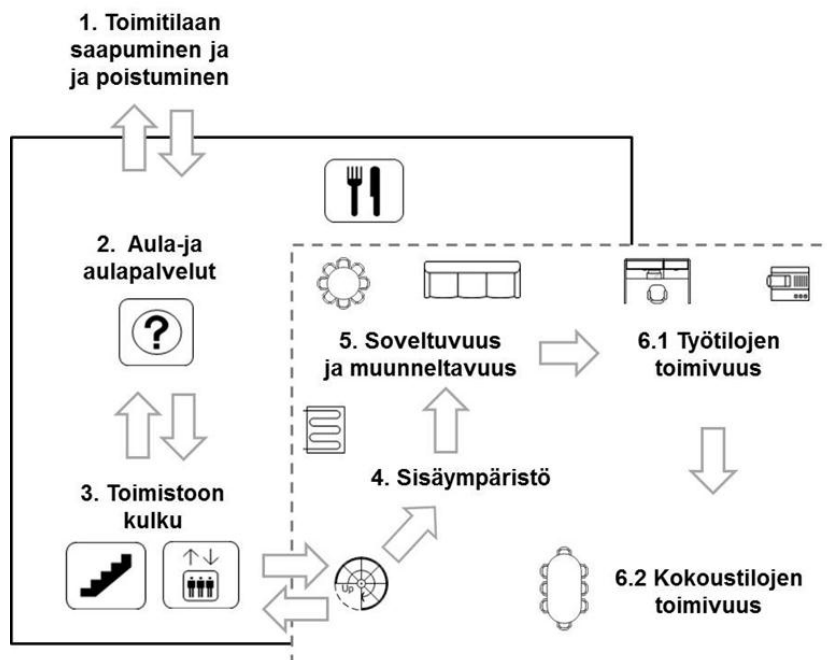 1. Toimitilaan
saapuminen ja
ja poistuminen
2. Aula-ja
aulapalvelut
?
3. Toimistoon
kulku
Up
4. Sisäympäristö
5. Soveltuvuus
ja muunneltavuus
6.1 Työtilojen
toimivuus
6.2 Kokoustilojen
toimivuus